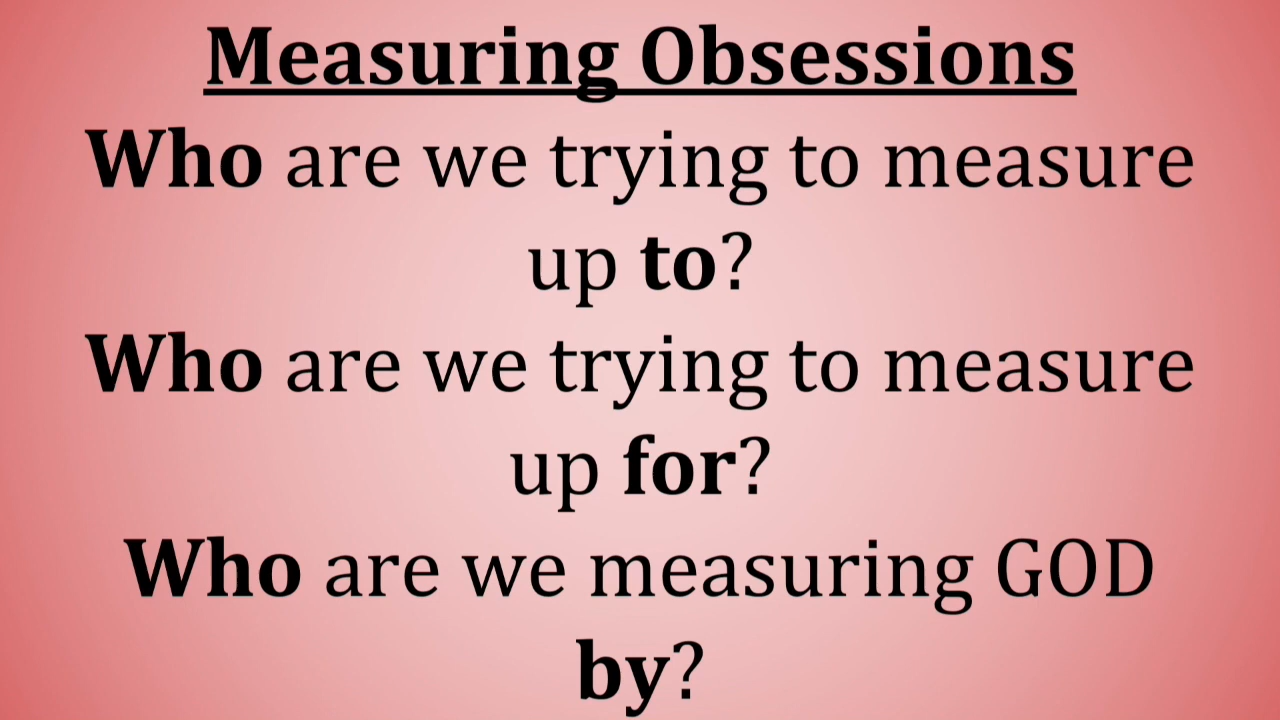 Measuring Obsessions
Who are we trying to measure
up to?
Who are we trying to measure
up for?
Who are we measuring GOD
by?